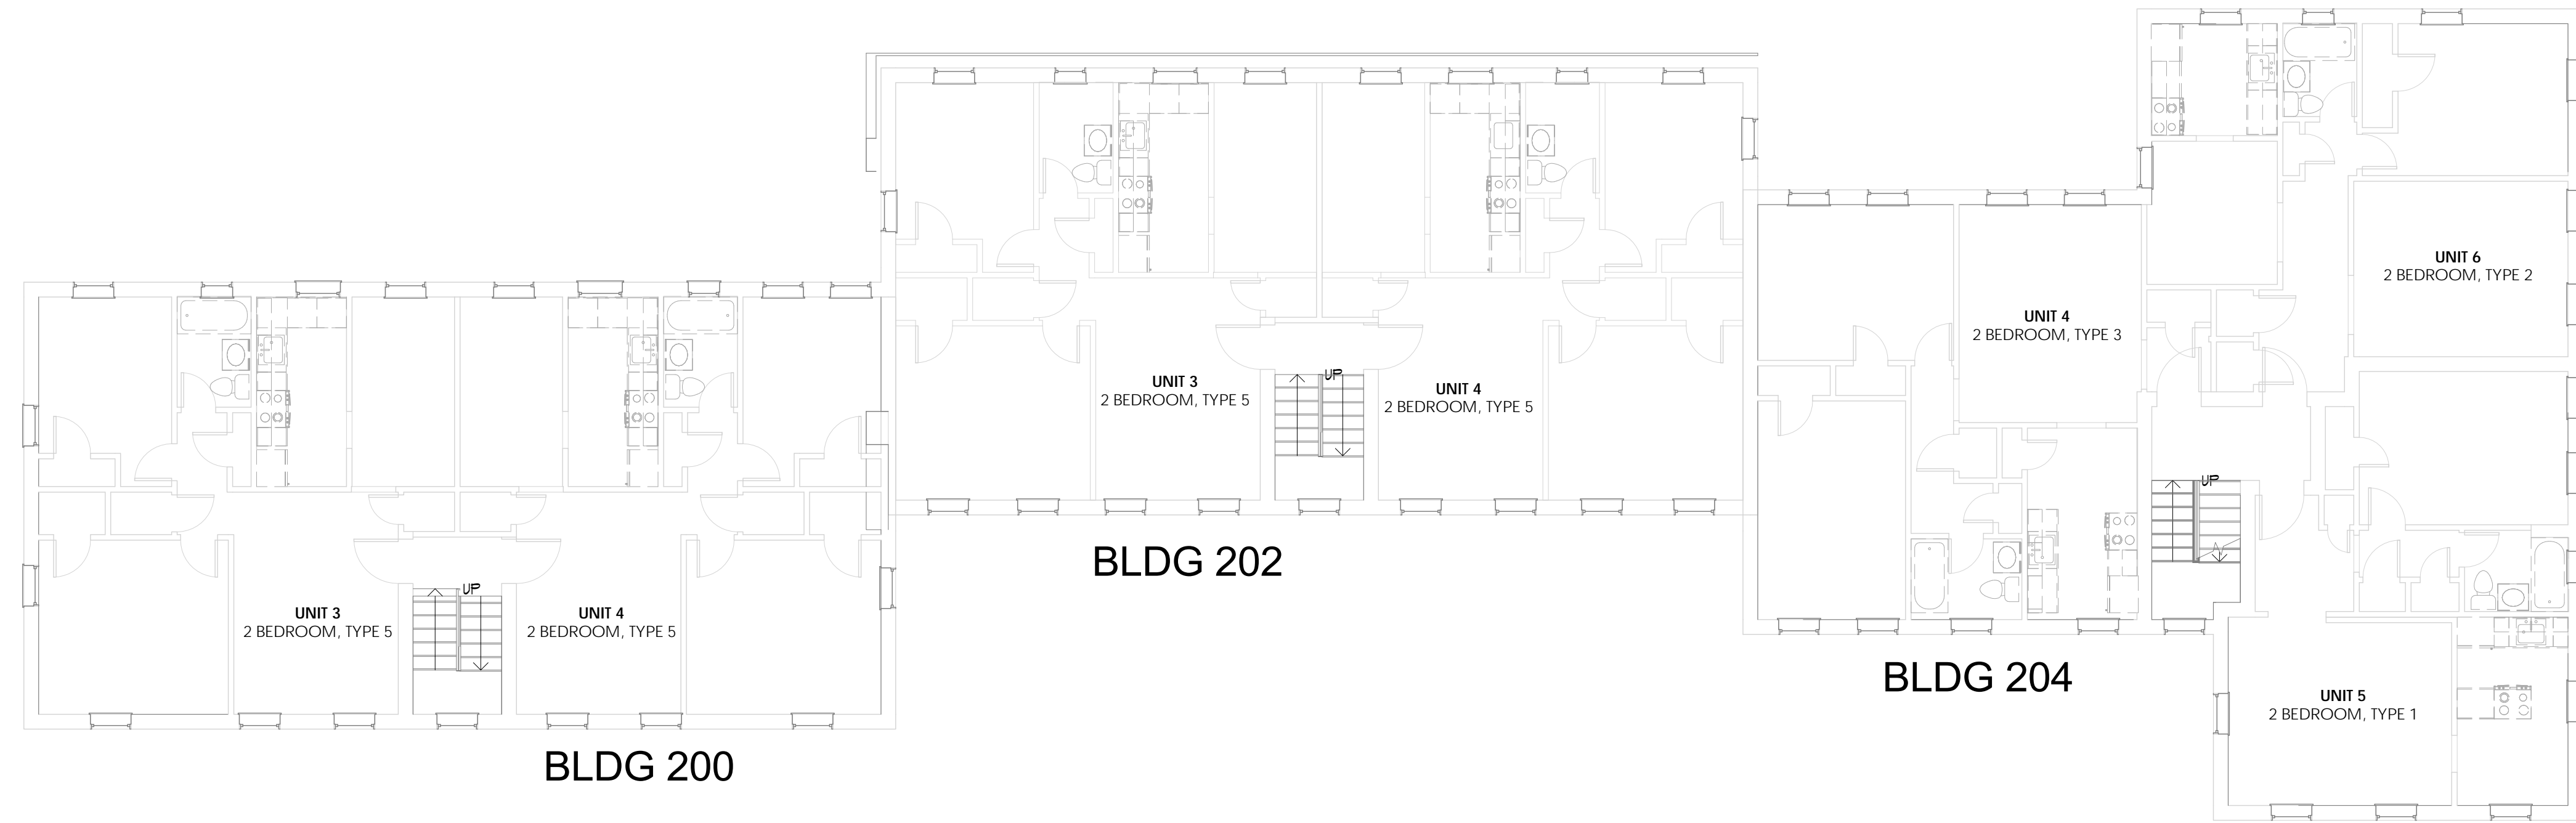 UNIT 6
2 BEDROOM, TYPE 2
UNIT 4
2 BEDROOM, TYPE 3
UP
UNIT 3
2 BEDROOM, TYPE 5
UNIT 4
2 BEDROOM, TYPE 5
UP
BLDG 202
UP
UNIT 3
2 BEDROOM, TYPE 5
UNIT 4
2 BEDROOM, TYPE 5
BLDG 204
UNIT 5
2 BEDROOM, TYPE 1
BLDG 200